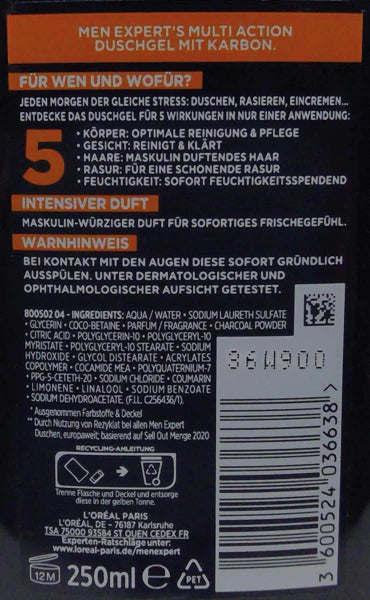 MEN EXPERT'S MULTI ACTION
DUSCHGEL MIT KARBON.
FÜR WEN UND WOFÜR?
JEDEN MORGEN DER GLEICHE STRESS: DUSCHEN, RASIEREN, EINCREMEN...
ENTDECKE DAS DUSCHGEL FÜR 5 WIRKUNGEN IN NUR EINER ANWENDUNG:
5
• KÖRPER: OPTIMALE REINIGUNG & PFLEGE
• GESICHT: REINIGT & KLÄRT
• HAARE: MASKULIN DUFTENDES HAAR
• RASUR: FÜR EINE SCHONENDE RASUR
• FEUCHTIGKEIT: SOFORT FEUCHTIGKEITSSPENDEND
INTENSIVER DUFT
MASKULIN-WÜRZIGER DUFT FÜR SOFORTIGES FRISCHEGEFÜHL.
WARNHINWEIS
BEI KONTAKT MIT DEN AUGEN DIESE SOFORT GRÜNDLICH
AUSSPÜLEN. UNTER DERMATOLOGISCHER UND
OPHTHALMOLOGISCHER AUFSICHT GETESTET.
800502 04 - INGREDIENTS: AQUA / WATER • SODIUM LAURETH SULFATE
• GLYCERIN • COCO-BETAINE • PARFUM / FRAGRANCE • CHARCOAL POWDER
• CITRIC ACID • POLYGLYCERIN-10 • POLYGLYCERYL-10
MYRISTATE • POLYGLYCERYL-10 STEARATE • SODIUM
HYDROXIDE • GLYCOL DISTEARATE • ACRYLATES
COPOLYMER • COCAMIDE MEA • POLYQUATERNIUM-7
• PPG-5-CETETH-20 • SODIUM CHLORIDE • COUMARIN
• LIMONENE • LINALOOL • SODIUM BENZOATE
• SODIUM DEHYDROACETATE (F.I.L. C256436/1).
* Ausgenommen Farbstoffe & Deckel
** Durch Nutzung von Rezyklat bei allen Men Expert
Duschen, europaweit; basierend auf Sell Out Menge 2020
RECYCLING-ANLEITUNG
Trenne Flasche und Deckel und entsorge
diese in der gelben Tonne.
L'ORÉAL PARIS
L'ORÉAL, DE - 76187 Karlsruhe
TSA 75000 93584 ST OUEN CEDEX FR
Experten-Ratschläge unter:
www.loreal-paris.de/menexpert
12 M
250ml e
PET
36W900
3 600524 036638 >